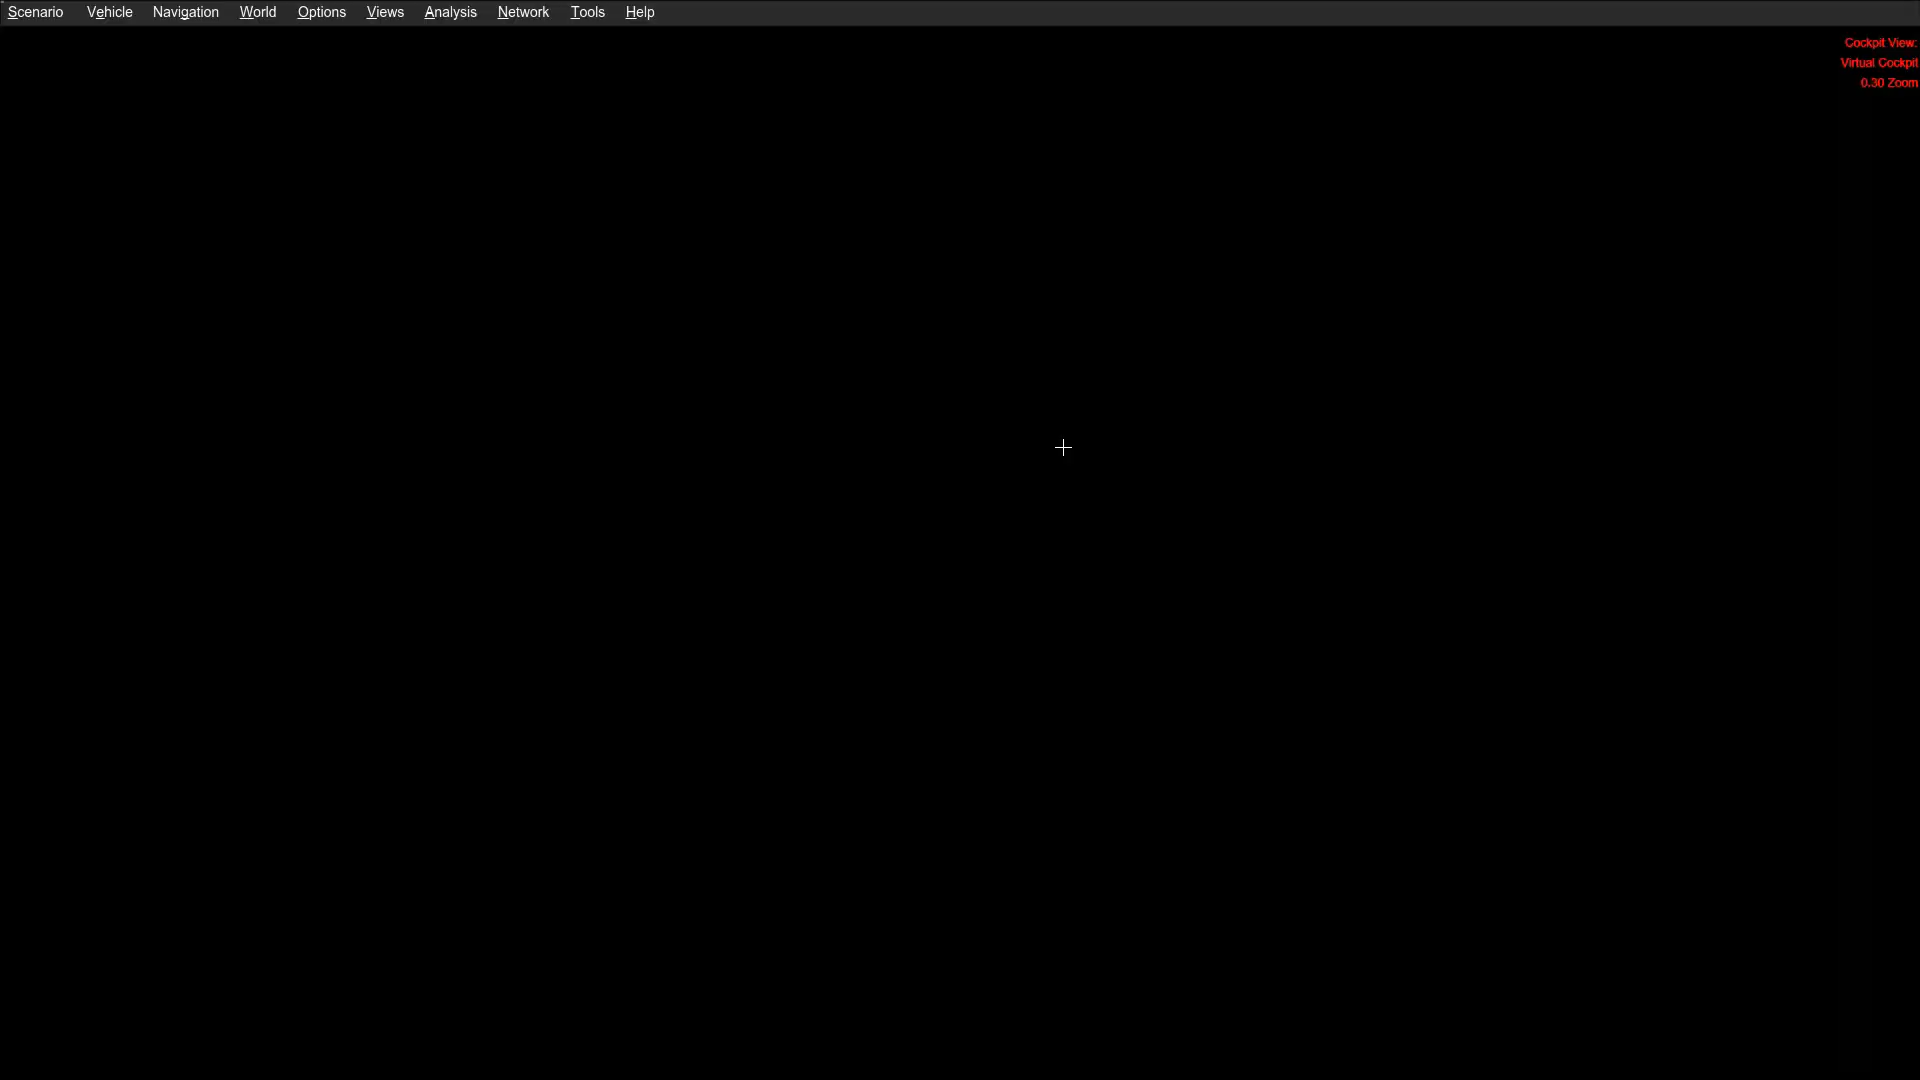 Scenario Vehicle Navigation World Options Views Analysis Network Tools Help
Cockpit View:
Virtual Cockpit
0.30 Zoom